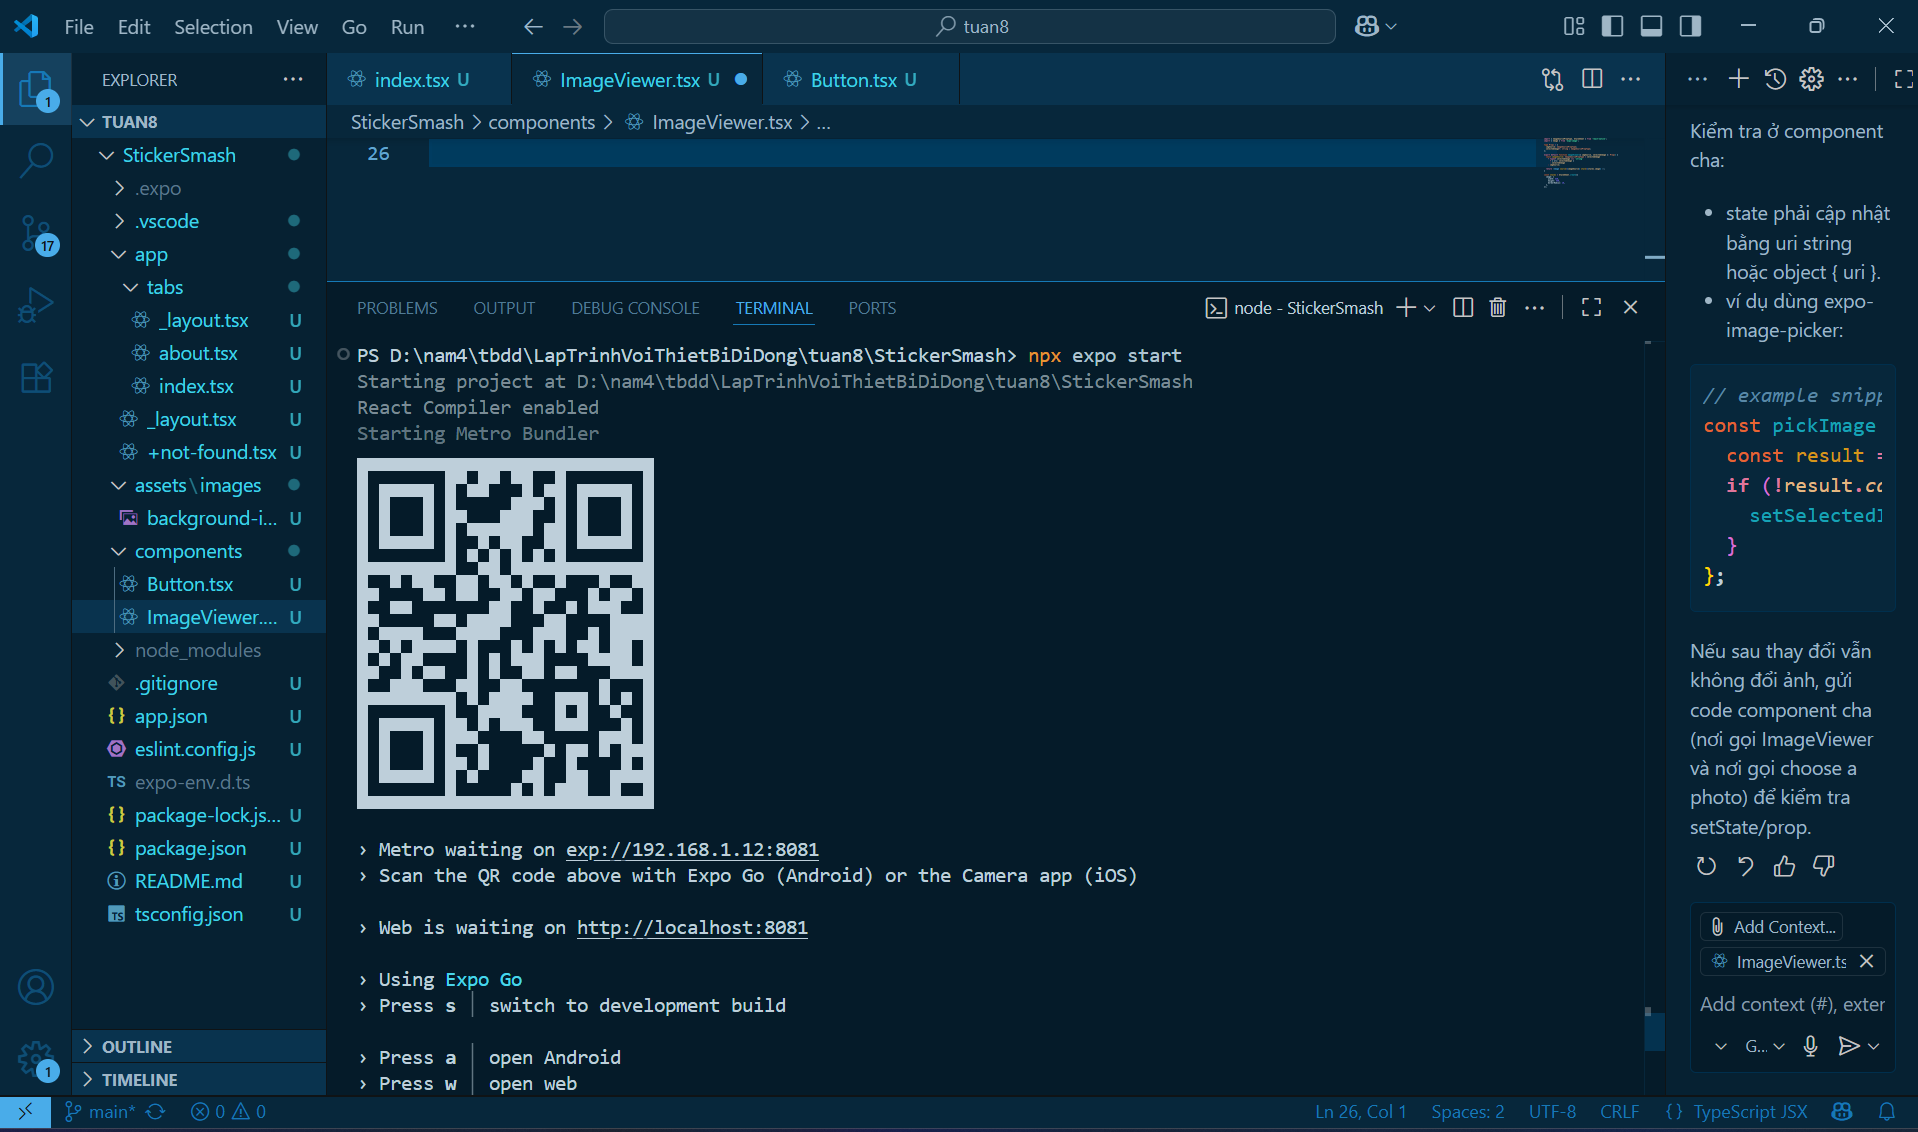 File Edit Selection View Go Run ...
tuan8
EXPLORER
TUAN8
StickerSmash
.expo
.vscode
app
tabs
_layout.tsx U
about.tsx U
index.tsx U
_layout.tsx U
+not-found.tsx U
assets\images
background-i... U
components
Button.tsx U
ImageViewer.... U
node_modules
.gitignore U
app.json U
eslint.config.js U
expo-env.d.ts
package-lock.js... U
package.json U
README.md U
tsconfig.json U
OUTLINE
TIMELINE
1
17
1
index.tsx U
ImageViewer.tsx U
Button.tsx U
StickerSmash > components > ImageViewer.tsx > ...
26
PROBLEMS OUTPUT DEBUG CONSOLE TERMINAL PORTS
node - StickerSmash
PS D:\nam4\tbdd\LapTrinhVoiThietBiDiDong\tuan8\StickerSmash> npx expo start
Starting project at D:\nam4\tbdd\LapTrinhVoiThietBiDiDong\tuan8\StickerSmash
React Compiler enabled
Starting Metro Bundler
› Metro waiting on exp://192.168.1.12:8081
› Scan the QR code above with Expo Go (Android) or the Camera app (iOS)
› Web is waiting on http://localhost:8081
› Using Expo Go
› Press s │ switch to development build
› Press a │ open Android
› Press w │ open web
Kiểm tra ở component
cha:
• state phải cập nhật
bằng uri string
hoặc object { uri }.
• ví dụ dùng expo-
image-picker:
// example snipp
const pickImage
const result =
if (!result.ca
setSelectedI
}
};
Nếu sau thay đổi vẫn
không đổi ảnh, gửi
code component cha
(nơi gọi ImageViewer
và nơi gọi choose a
photo) để kiểm tra
setState/prop.
Add Context...
ImageViewer.ts
Add context (#), exter
G...
main* 0 0
Ln 26, Col 1 Spaces: 2 UTF-8 CRLF {} TypeScript JSX